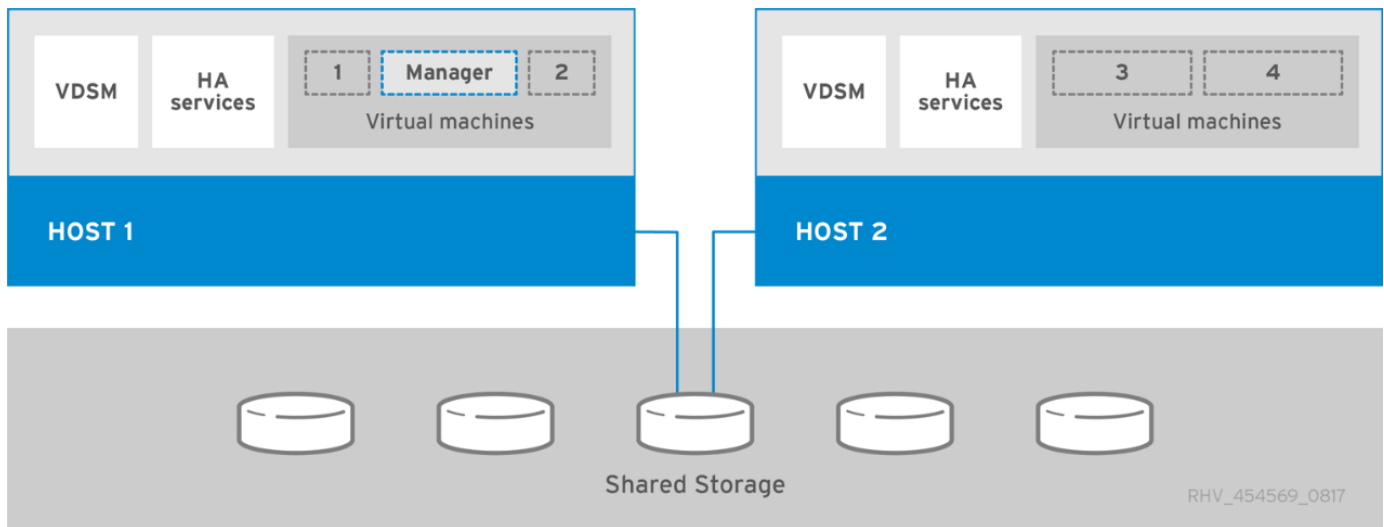 VDSM
HA
services
1
Manager
2
Virtual machines
HOST 1
VDSM
HA
services
3
4
Virtual machines
HOST 2
Shared Storage
RHV_454569_0817